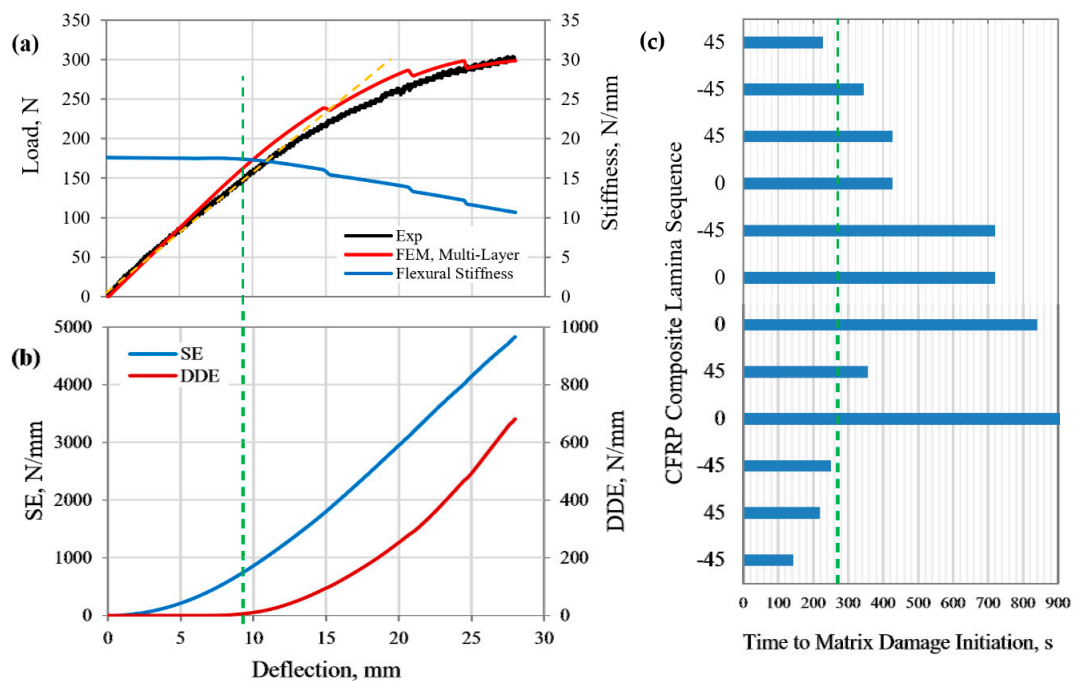 (a)
350
300
250
200
150
100
50
0
Load, N
35
30
25
20
15
10
5
0
Stiffness, N/mm
Exp
FEM, Multi-Layer
Flexural Stiffness
(b)
5000
4000
3000
2000
1000
0
SE, N/mm
1000
800
600
400
200
0
DDE, N/mm
SE
DDE
0 5 10 15 20 25 30
Deflection, mm
(c)
45
-45
45
0
-45
0
0
45
0
-45
45
-45
CFRP Composite Lamina Sequence
0 100 200 300 400 500 600 700 800 900
Time to Matrix Damage Initiation, s